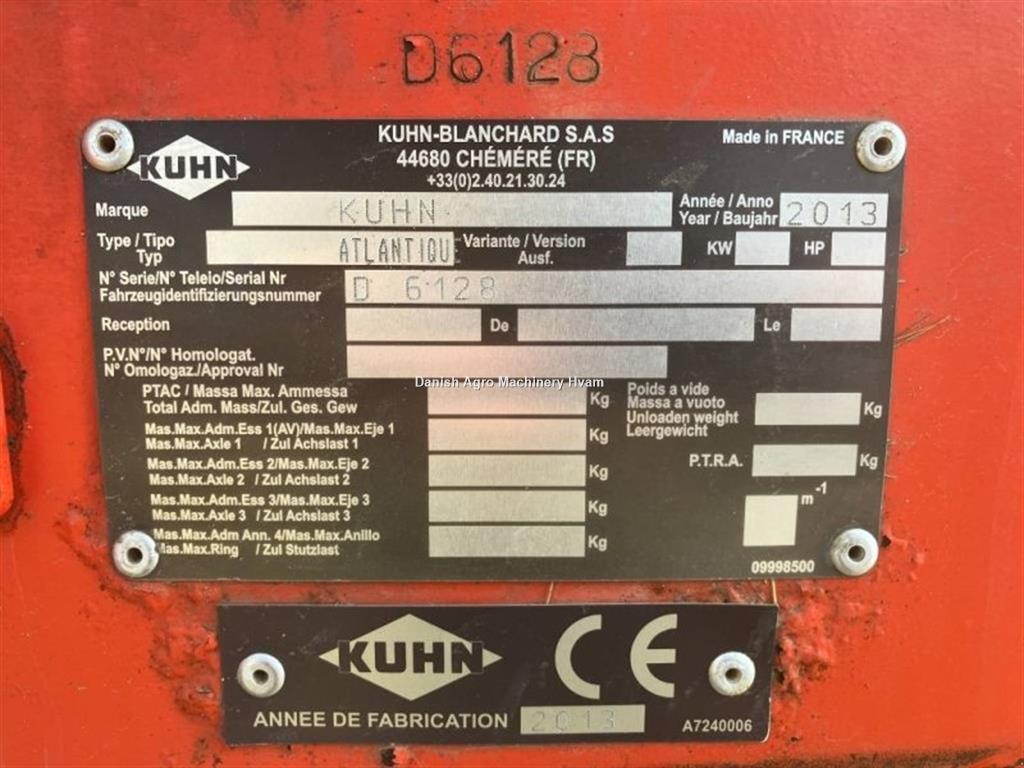 D6128
KUHN-BLANCHARD S.A.S
Made in FRANCE
KUHN
44680 CHÉMÉRÉ (FR)
+33(0)2.40.21.30.24
Marque KUHN Année / Anno
Year / Baujahr 2013
Type / Tipo
Typ ATLANTIQU Variante / Version
Ausf. KW HP
N° Serie/N° Teleio/Serial Nr
Fahrzeugidentifizierungsnummer D 6128
Reception De Le
P.V.N°/N° Homologat.
N° Omologaz./Approval Nr
Danish Agro Machinery Hvam
PTAC / Massa Max. Ammessa
Total Adm. Mass/Zul. Ges. Gew Kg
Mas.Max.Adm.Ess 1(AV)/Mas.Max.Eje 1
Mas.Max.Axle 1 / Zul Achslast 1 Kg
Mas.Max.Adm.Ess 2/Mas.Max.Eje 2
Mas.Max.Axle 2 / Zul Achslast 2 Kg
Mas.Max.Adm.Ess 3/Mas.Max.Eje 3
Mas.Max.Axle 3 / Zul Achslast 3 Kg
Mas.Max.Adm Ann. 4/Mas.Max.Anillo
Mas.Max.Ring / Zul Stutzlast Kg
Poids a vide
Massa a vuoto
Unloaden weight
Leergewicht Kg
P.T.R.A. Kg
m-1
09998500
KUHN CE
ANNEE DE FABRICATION 2013 A7240006